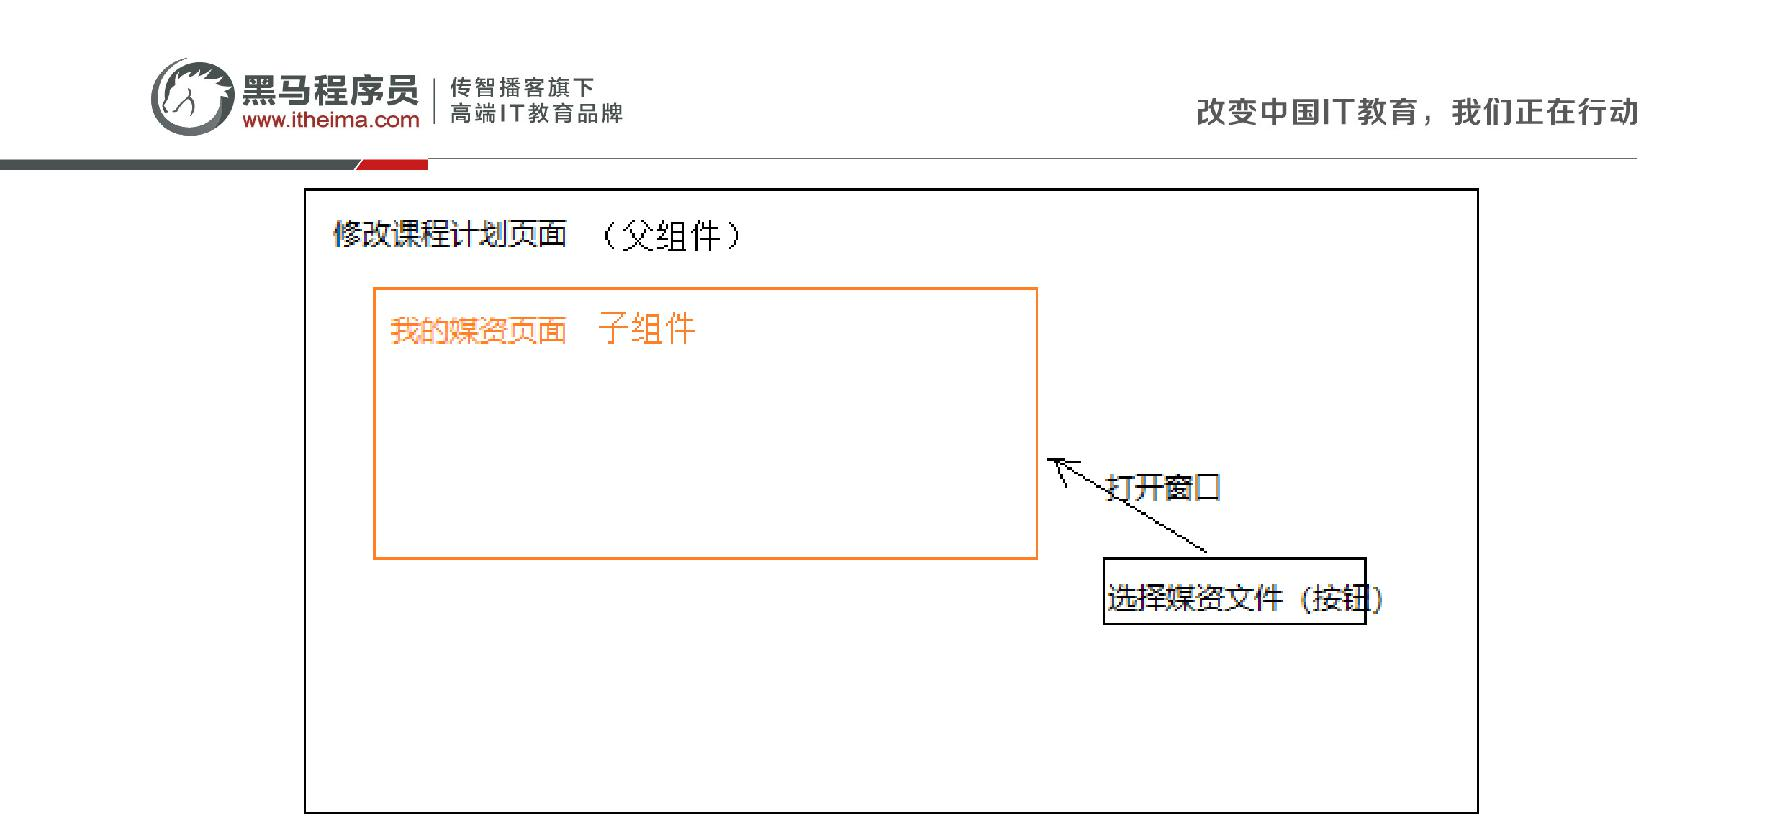 黑马程序员
www.itheima.com
传智播客旗下
高端IT教育品牌
改变中国IT教育，我们正在行动
修改课程计划页面 （父组件）
我的媒资页面 子组件
打开窗口
选择媒资文件（按钮）